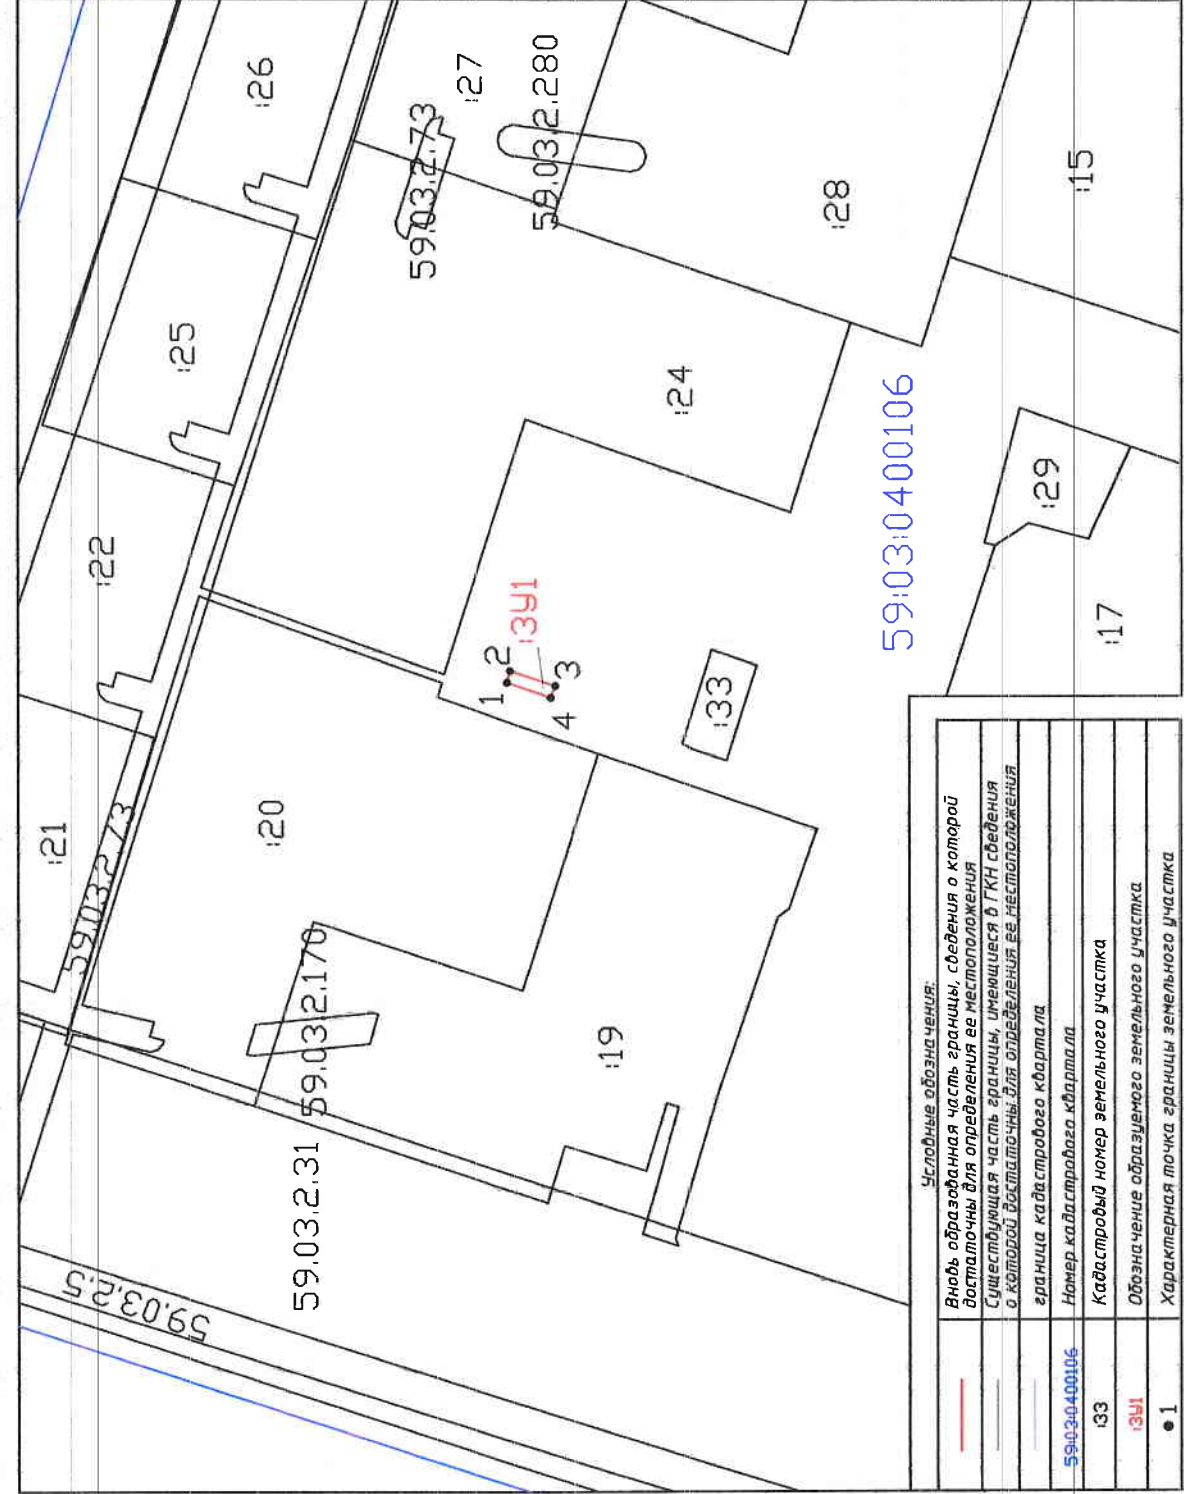 :21
:22
:25
:26
59.03.2.73
:27
59.03.2.280
59.03.2.73
:20
:28
:24
:15
59.03.2.5
59.03.2.31
59.03.2.170
:19
1
2
3
4
:ЗУ1
:33
59:03:0400106
:29
:17
Условные обозначения:
Вновь образованная часть границы, сведения о которой
достаточны для определения ее местоположения
Существующая часть границы, имеющиеся в ГКН сведения
о которой достаточны для определения ее местоположения
граница кадастрового квартала
59:03:0400106 Номер кадастрового квартала
:33 Кадастровый номер земельного участка
:ЗУ1 Обозначение образуемого земельного участка
● 1 Характерная точка границы земельного участка